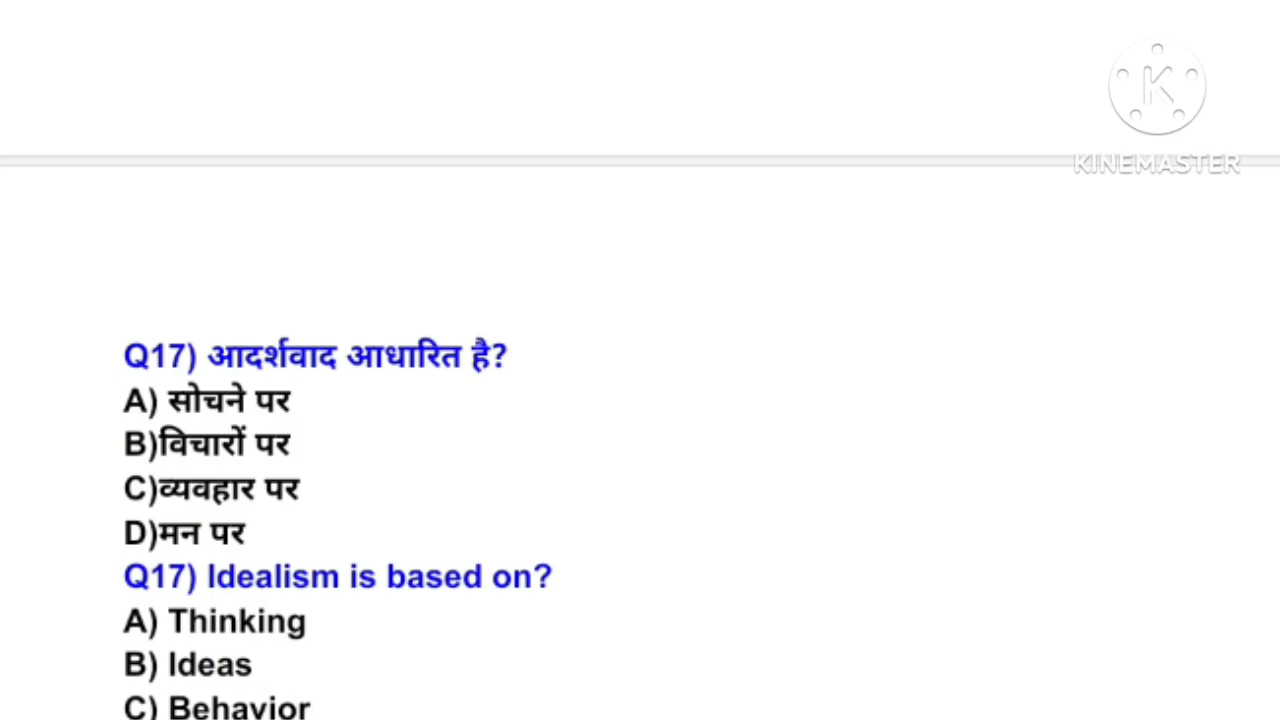 K
KINEMASTER
Q17) आदर्शवाद आधारित है?
A) सोचने पर
B)विचारों पर
C)व्यवहार पर
D)मन पर
Q17) Idealism is based on?
A) Thinking
B) Ideas
C) Behavior